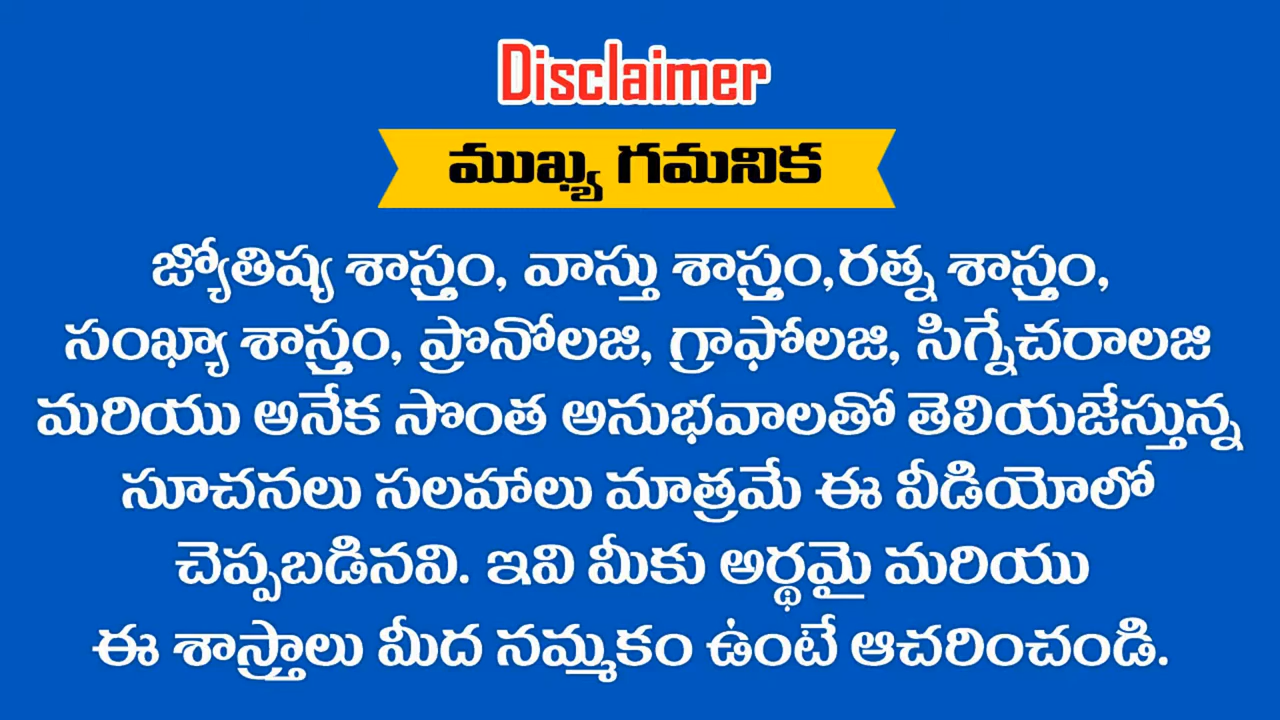 Disclaimer
ముఖ్య గమనిక
జ్యోతిష్య శాస్త్రం, వాస్తు శాస్త్రం,రత్న శాస్త్రం,
సంఖ్యా శాస్త్రం, ప్రొనోలజి, గ్రాఫోలజి, సిగ్నేచరాలజి
మరియు అనేక సొంత అనుభవాలతో తెలియజేస్తున్న
సూచనలు సలహాలు మాత్రమే ఈ వీడియోలో
చెప్పబడినవి. ఇవి మీకు అర్థమై మరియు
ఈ శాస్త్రాలు మీద నమ్మకం ఉంటే ఆచరించండి.